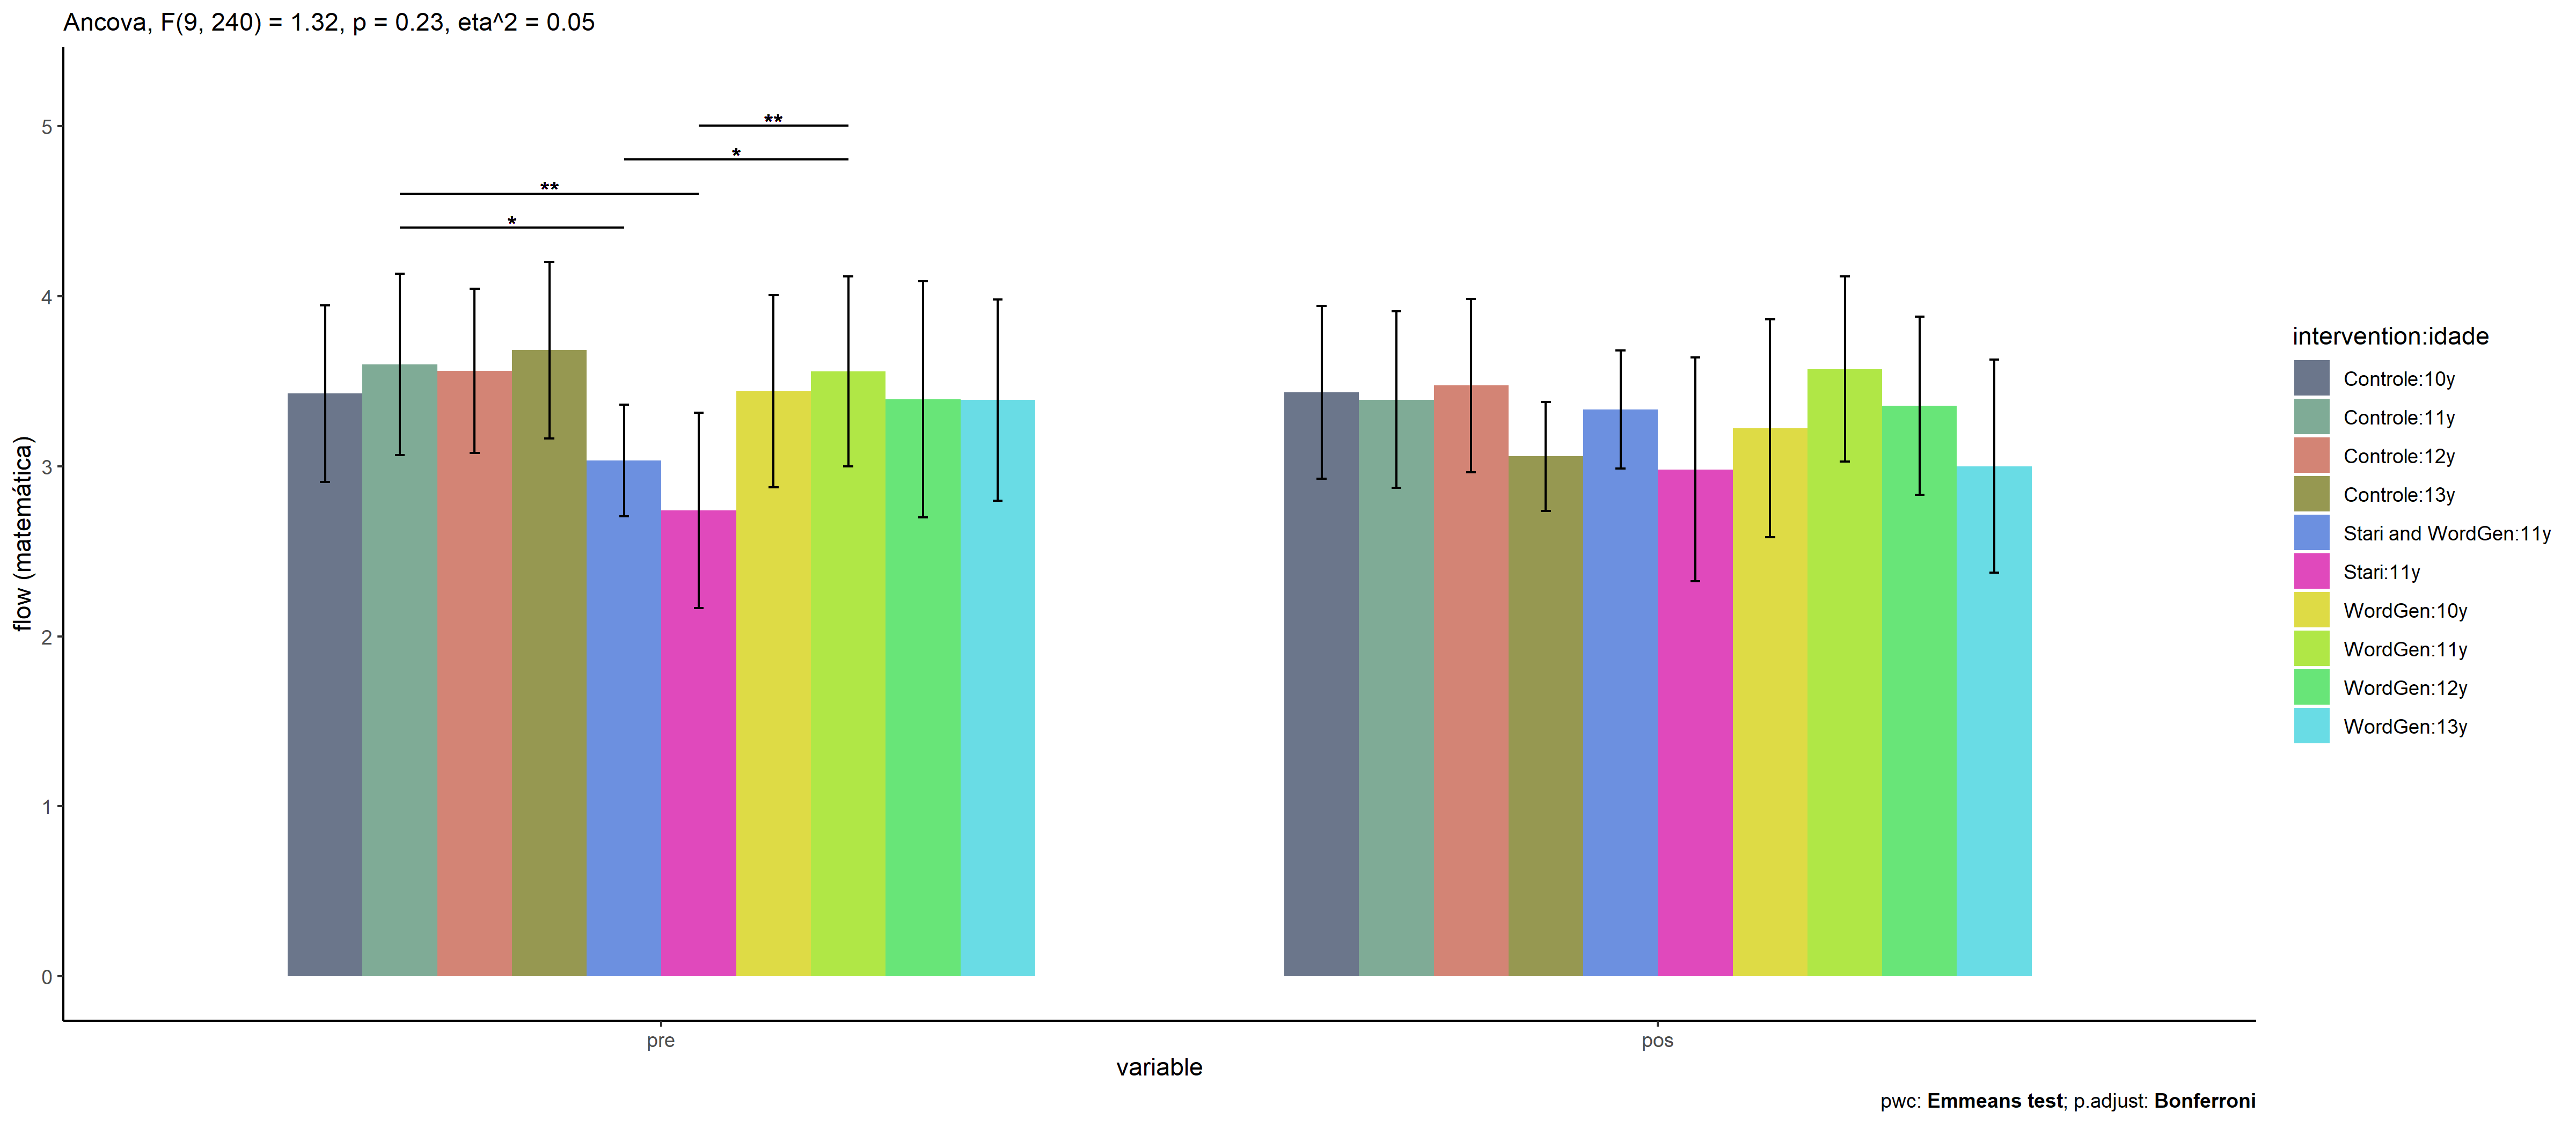 Ancova, F(9, 240) = 1.32, p = 0.23, eta^2 = 0.05
flow (matemática)
5
4
3
2
1
0
**
*
**
*
pre
pos
variable
intervention:idade
Controle:10y
Controle:11y
Controle:12y
Controle:13y
Stari and WordGen:11y
Stari:11y
WordGen:10y
WordGen:11y
WordGen:12y
WordGen:13y
pwc: Emmeans test; p.adjust: Bonferroni